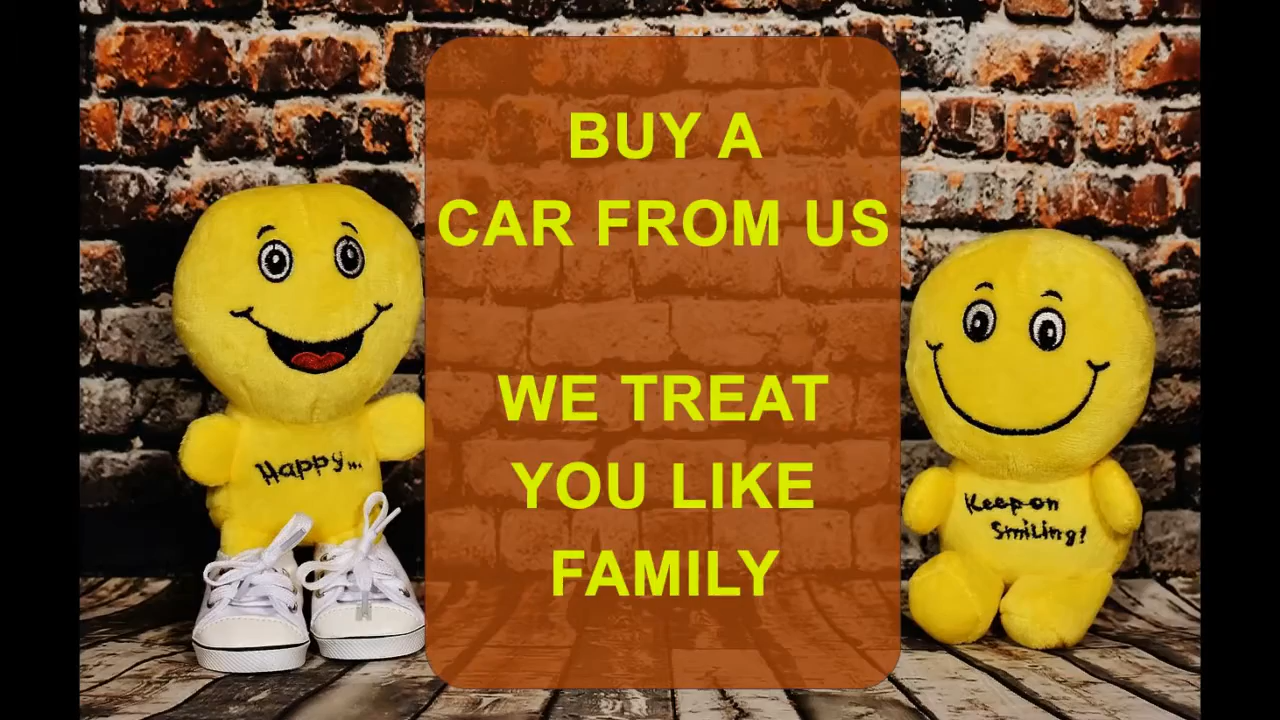 BUY A
CAR FROM US
WE TREAT
YOU LIKE
FAMILY
Happy...
Keep on
Smiling!